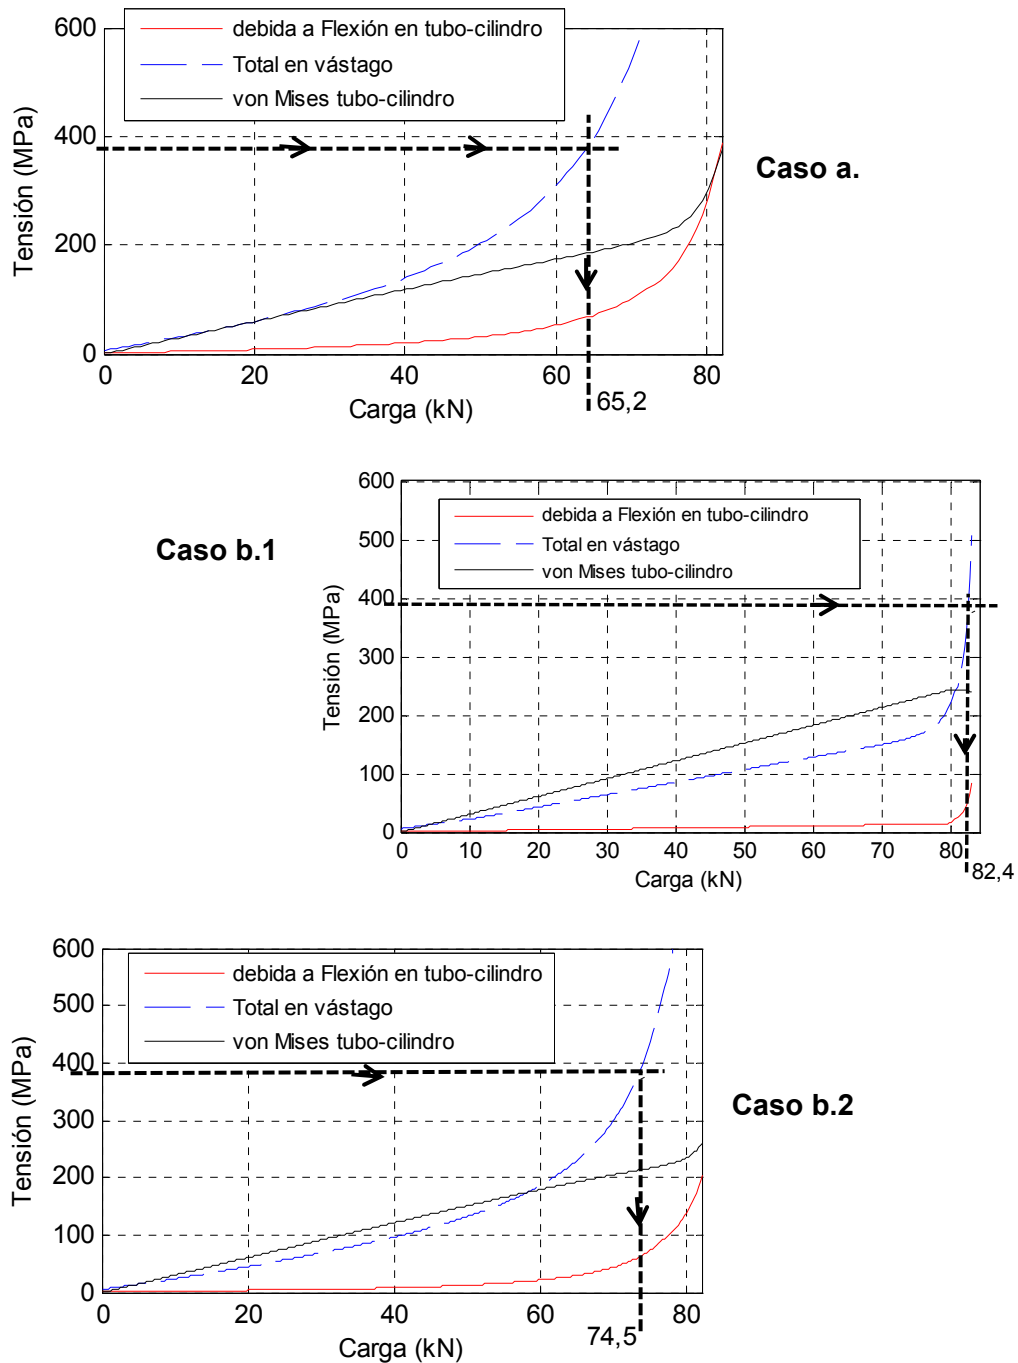 600
debida a Flexión en tubo-cilindro
Total en vástago
von Mises tubo-cilindro
400
200
0
Tensión (MPa)
0 20 40 60 80
Carga (kN)
65,2
Caso a.
Caso b.1
600
debida a Flexión en tubo-cilindro
Total en vástago
von Mises tubo-cilindro
500
400
300
200
100
0
Tensión (MPa)
0 10 20 30 40 50 60 70 80
Carga (kN)
82,4
600
debida a Flexión en tubo-cilindro
Total en vástago
von Mises tubo-cilindro
500
400
300
200
100
0
Tensión (MPa)
0 20 40 60 80
Carga (kN)
74,5
Caso b.2